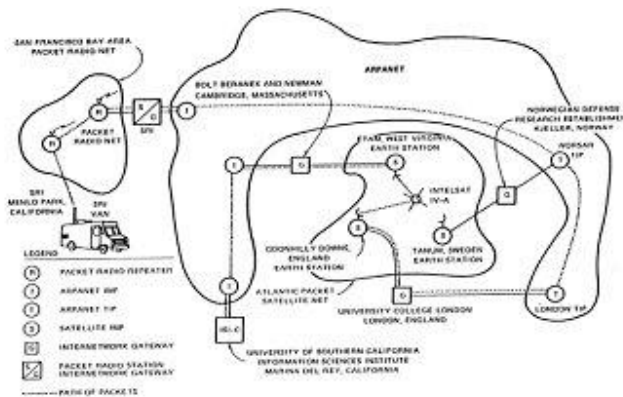 SAN FRANCISCO BAY AREA
PACKET RADIO NET
ARPANET
BOLT BERANEK AND NEWMAN
CAMBRIDGE, MASSACHUSETTS
NORWEGIAN DEFENSE
RESEARCH ESTABLISHMENT
KJELLER, NORWAY
R
PACKET
RADIO NET
R
S
G
SRI
I
ETAM, WEST VIRGINIA
EARTH STATION
NORSAR
TIP
T
I
G
S
G
INTELSAT
IV-A
SRI
MENLO PARK,
CALIFORNIA
SRI
VAN
S
S
GOONHILLY DOWNS,
ENGLAND
EARTH STATION
TANUM, SWEDEN
EARTH STATION
ATLANTIC PACKET
SATELLITE NET
I
G
T
UNIVERSITY COLLEGE LONDON
LONDON, ENGLAND
LONDON TIP
ISI-C
UNIVERSITY OF SOUTHERN CALIFORNIA
INFORMATION SCIENCES INSTITUTE
MARINA DEL REY, CALIFORNIA
LEGEND
R PACKET RADIO REPEATER
I ARPANET IMP
T ARPANET TIP
S SATELLITE IMP
G INTERNETWORK GATEWAY
S G PACKET RADIO STATION
INTERNETWORK GATEWAY
PATH OF PACKETS